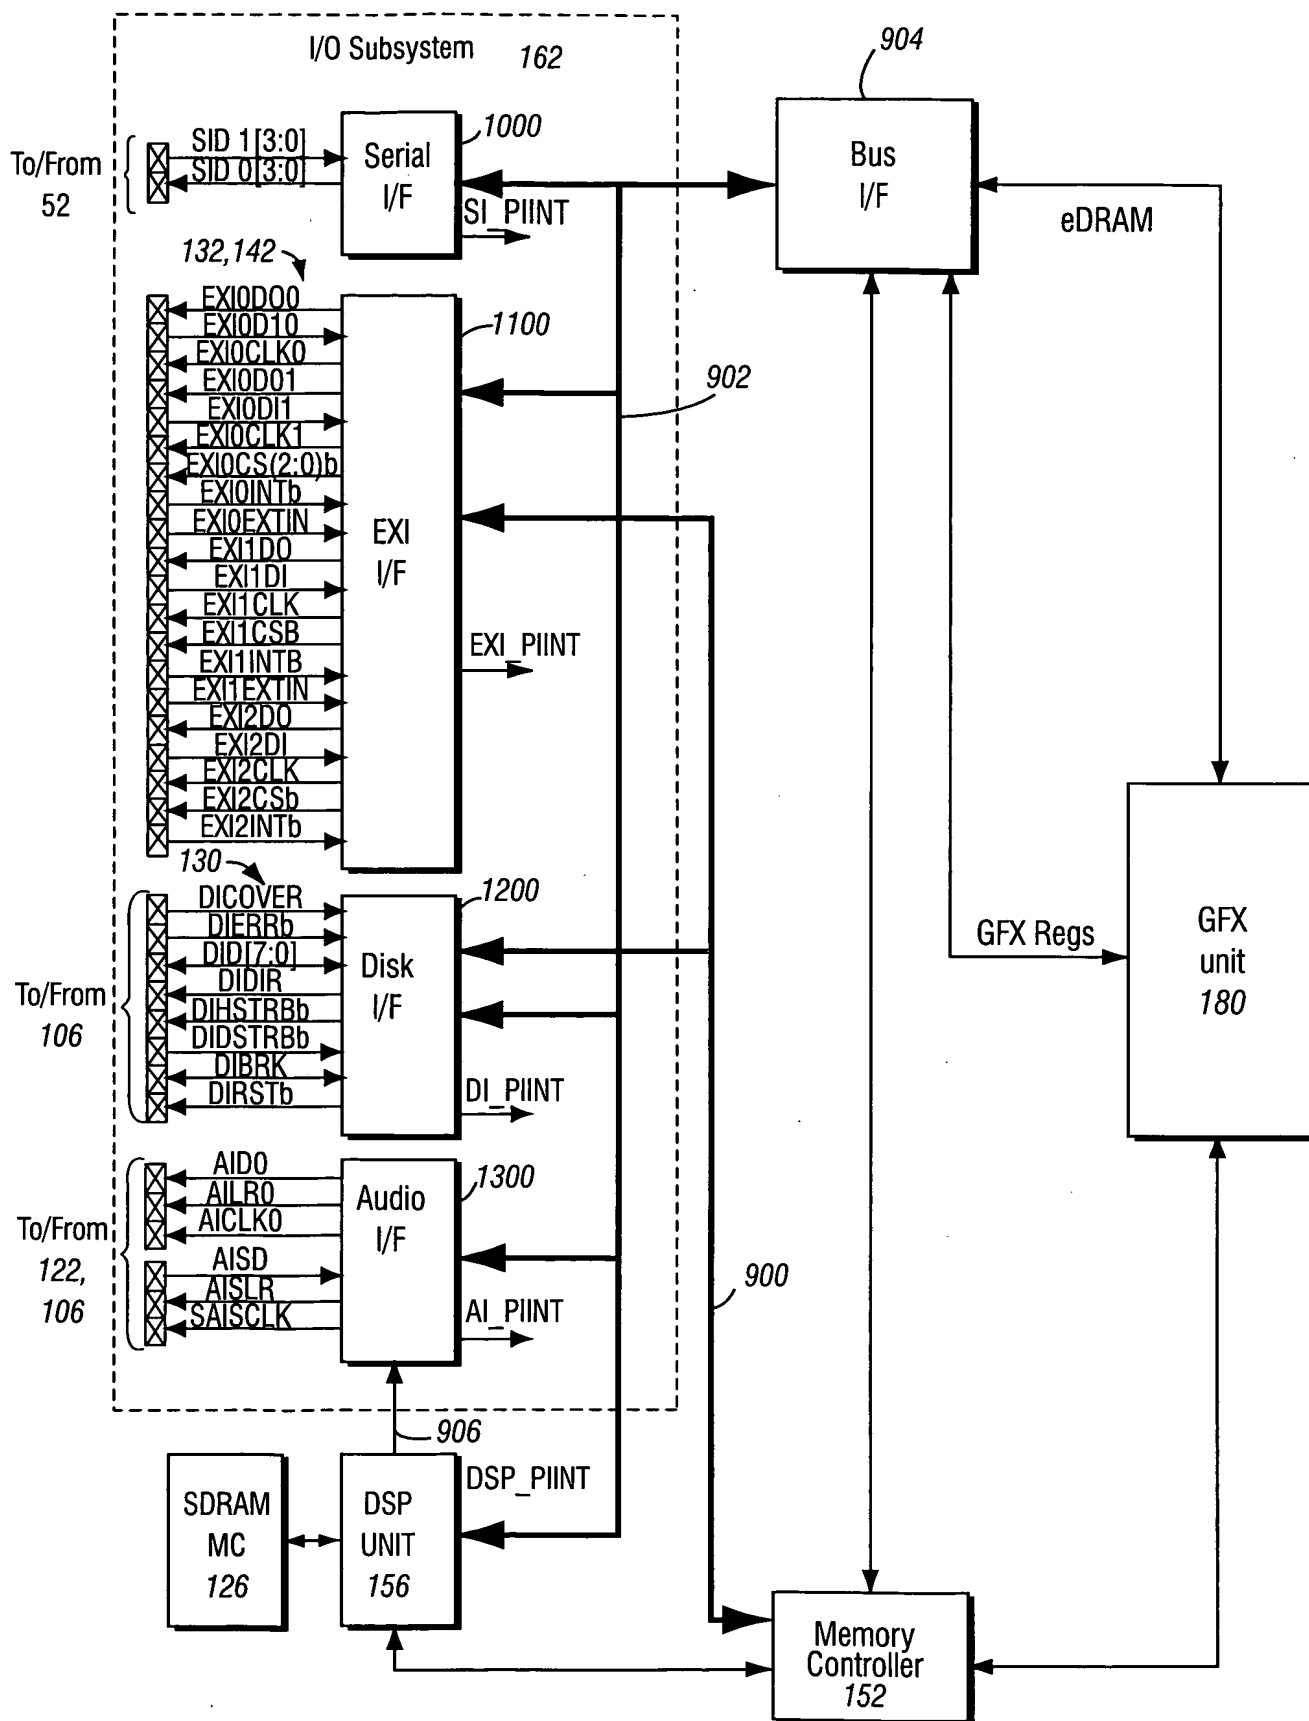 I/O Subsystem 162
904
SID 1[3:0]
SID 0[3:0]
To/From
52
Serial
I/F
1000
SI_PIINT
Bus
I/F
eDRAM
132,142
EXI0DO0
EXI0D10
EXI0CLK0
EXI0D01
EXI0DI1
EXI0CLK1
EXI0CS(2:0)b
EXI0INTb
EXI0EXTIN
EXI1DO
EXI1DI
EXI1CLK
EXI1CSB
EXI1INTB
EXI1EXTIN
EXI2DO
EXI2DI
EXI2CLK
EXI2CSb
EXI2INTb
EXI
I/F
1100
EXI_PIINT
902
130
DICOVER
DIERRb
DID[7:0]
DIDIR
DIHSTRBb
DIDSTRBb
DIBRK
DIRSTb
To/From
106
Disk
I/F
1200
DI_PIINT
GFX Regs
GFX
unit
180
AID0
AILR0
AICLK0
AISD
AISLR
SAISCLK
To/From
122,
106
Audio
I/F
1300
AI_PIINT
900
906
SDRAM
MC
126
DSP
UNIT
156
DSP_PIINT
Memory
Controller
152